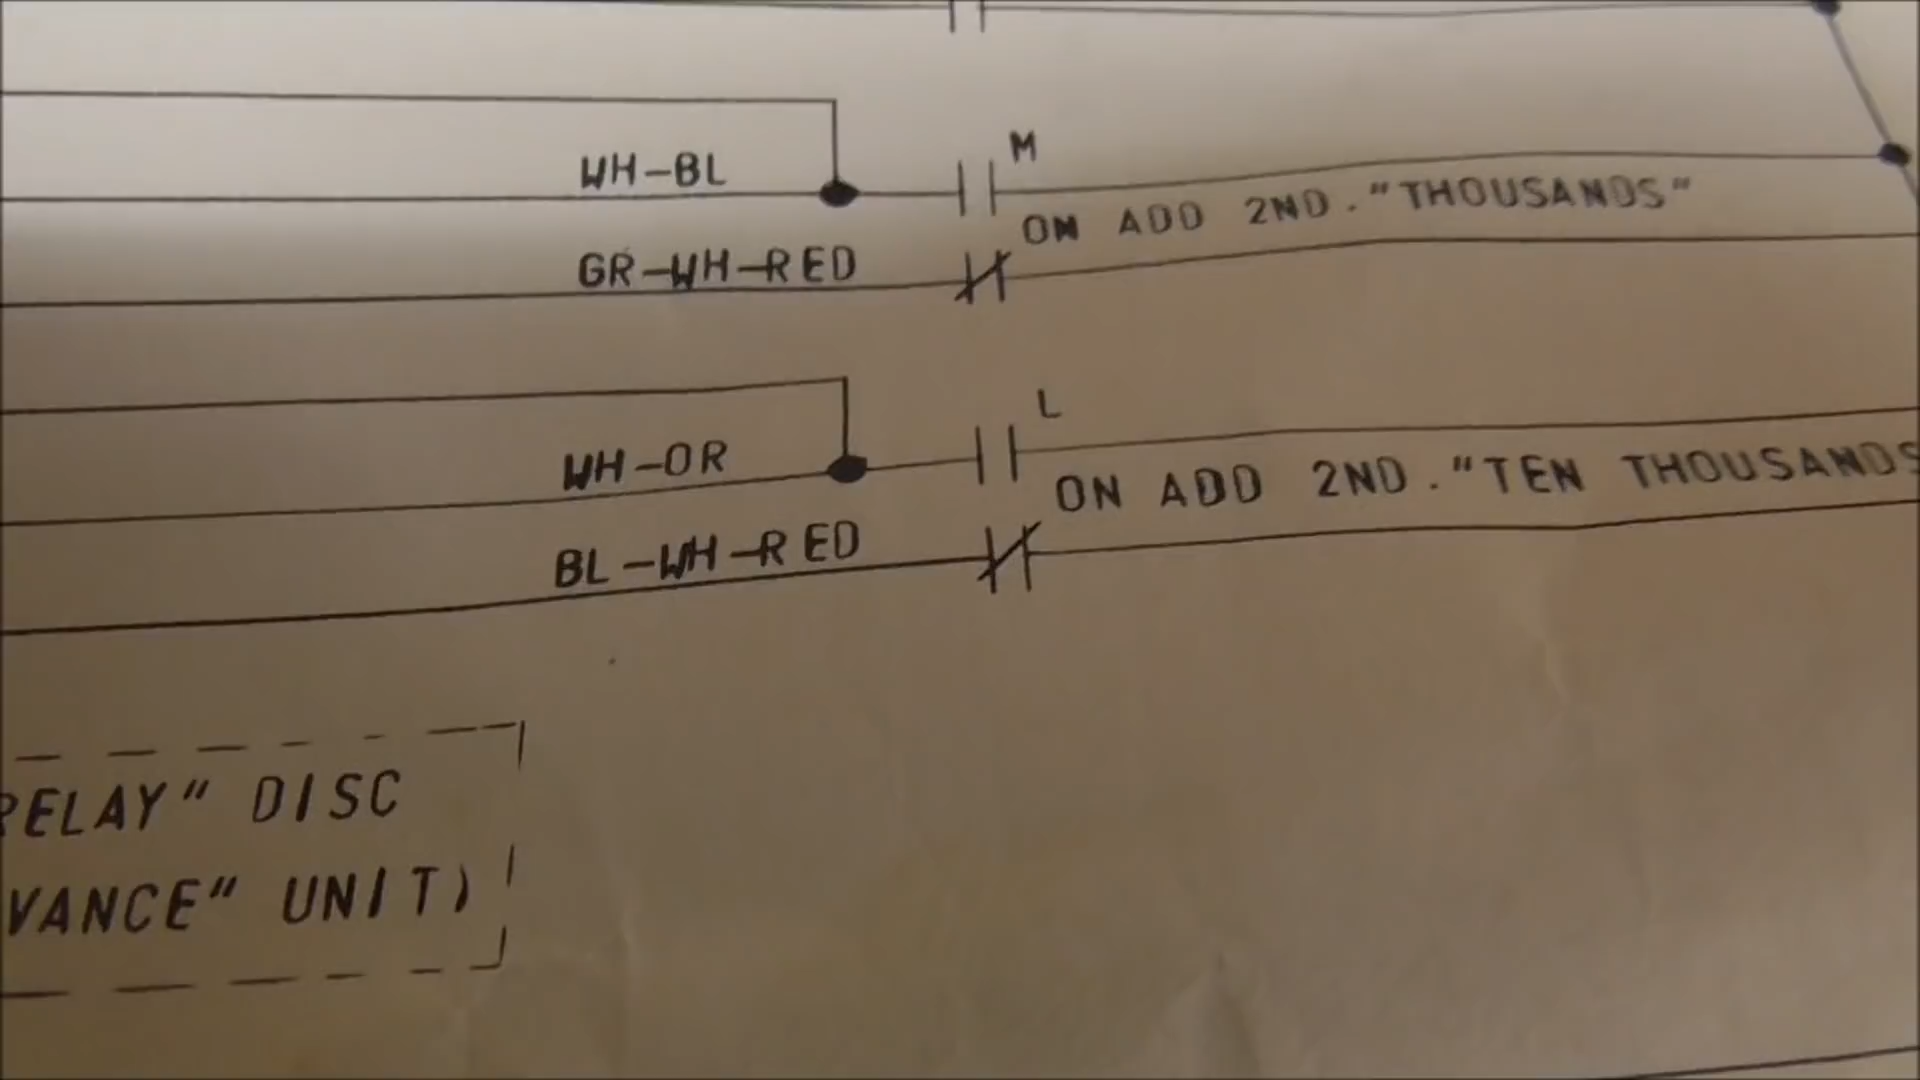 WH-BL
M
ON ADD 2ND. "THOUSANDS"
GR-WH-RED
L
WH-OR
ON ADD 2ND. "TEN THOUSANDS
BL-WH-RED
RELAY" DISC
VANCE" UNIT)